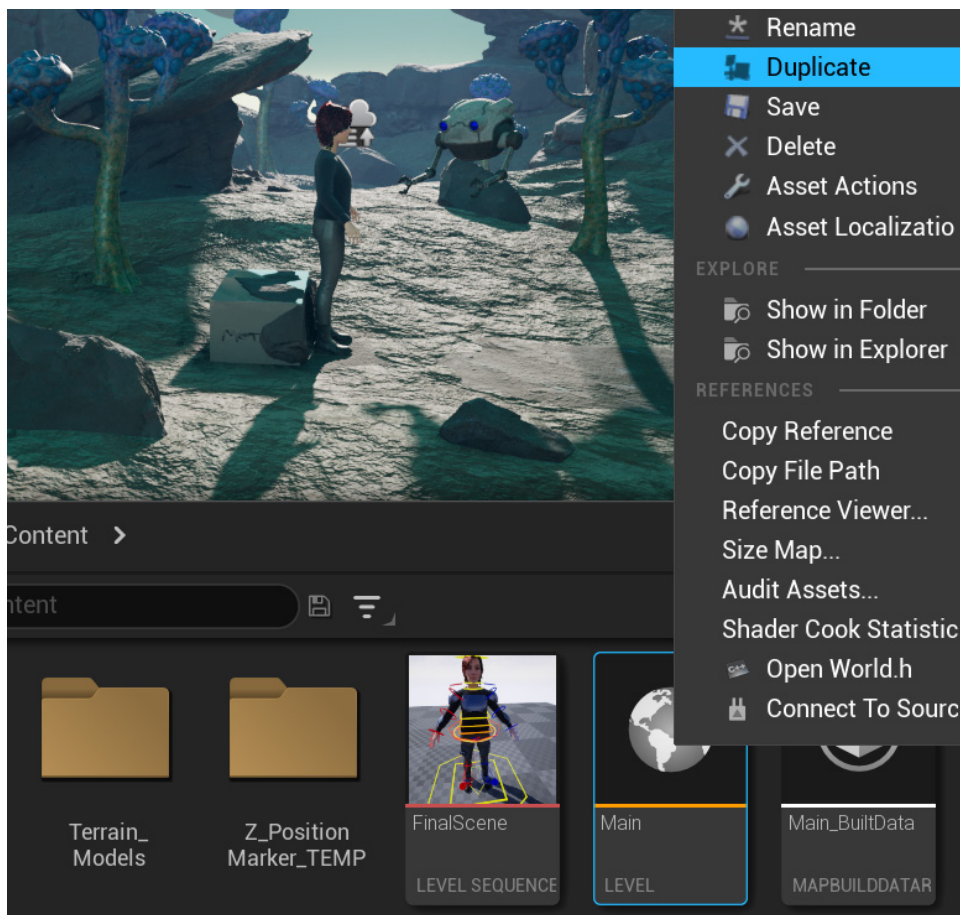 Rename
Duplicate
Save
Delete
Asset Actions
Asset Localizatio
EXPLORE
Show in Folder
Show in Explorer
REFERENCES
Copy Reference
Copy File Path
Reference Viewer...
Size Map...
Audit Assets...
Shader Cook Statistic
C++ Open World.h
Connect To Sourc
Content
ntent
Terrain_
Models
Z_Position
Marker_TEMP
FinalScene
LEVEL SEQUENCE
Main
LEVEL
Main_BuiltData
MAPBUILDDATAR